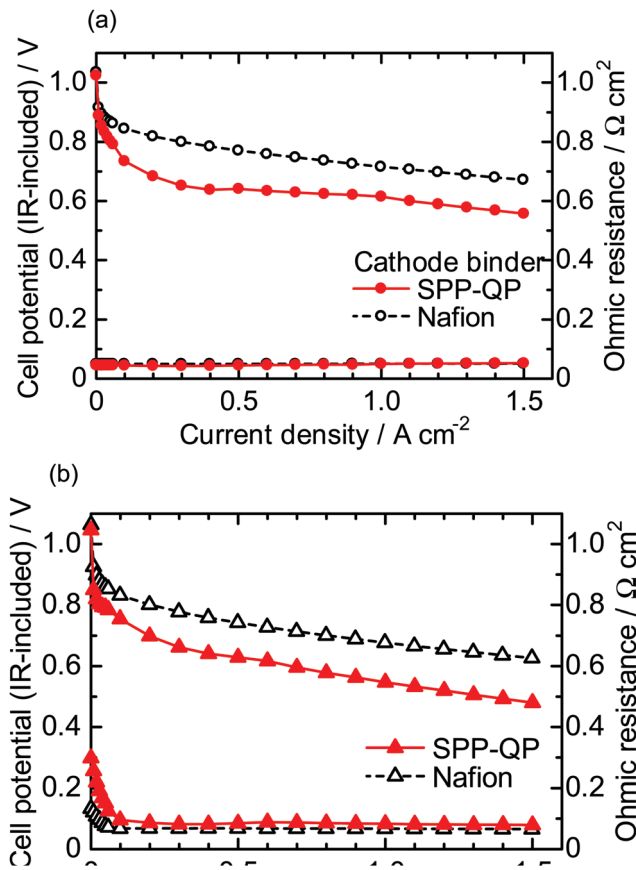 (a)
Cell potential (IR-included) / V
1.0
0.8
0.6
0.4
0.2
0
Cathode binder
SPP-QP
Nafion
1.0
0.8
0.6
0.4
0.2
0
Ohmic resistance / Ω cm²
0 0.5 1.0 1.5
Current density / A cm⁻²
(b)
Cell potential (IR-included) / V
1.0
0.8
0.6
0.4
0.2
0
SPP-QP
Nafion
1.0
0.8
0.6
0.4
0.2
0
Ohmic resistance / Ω cm²